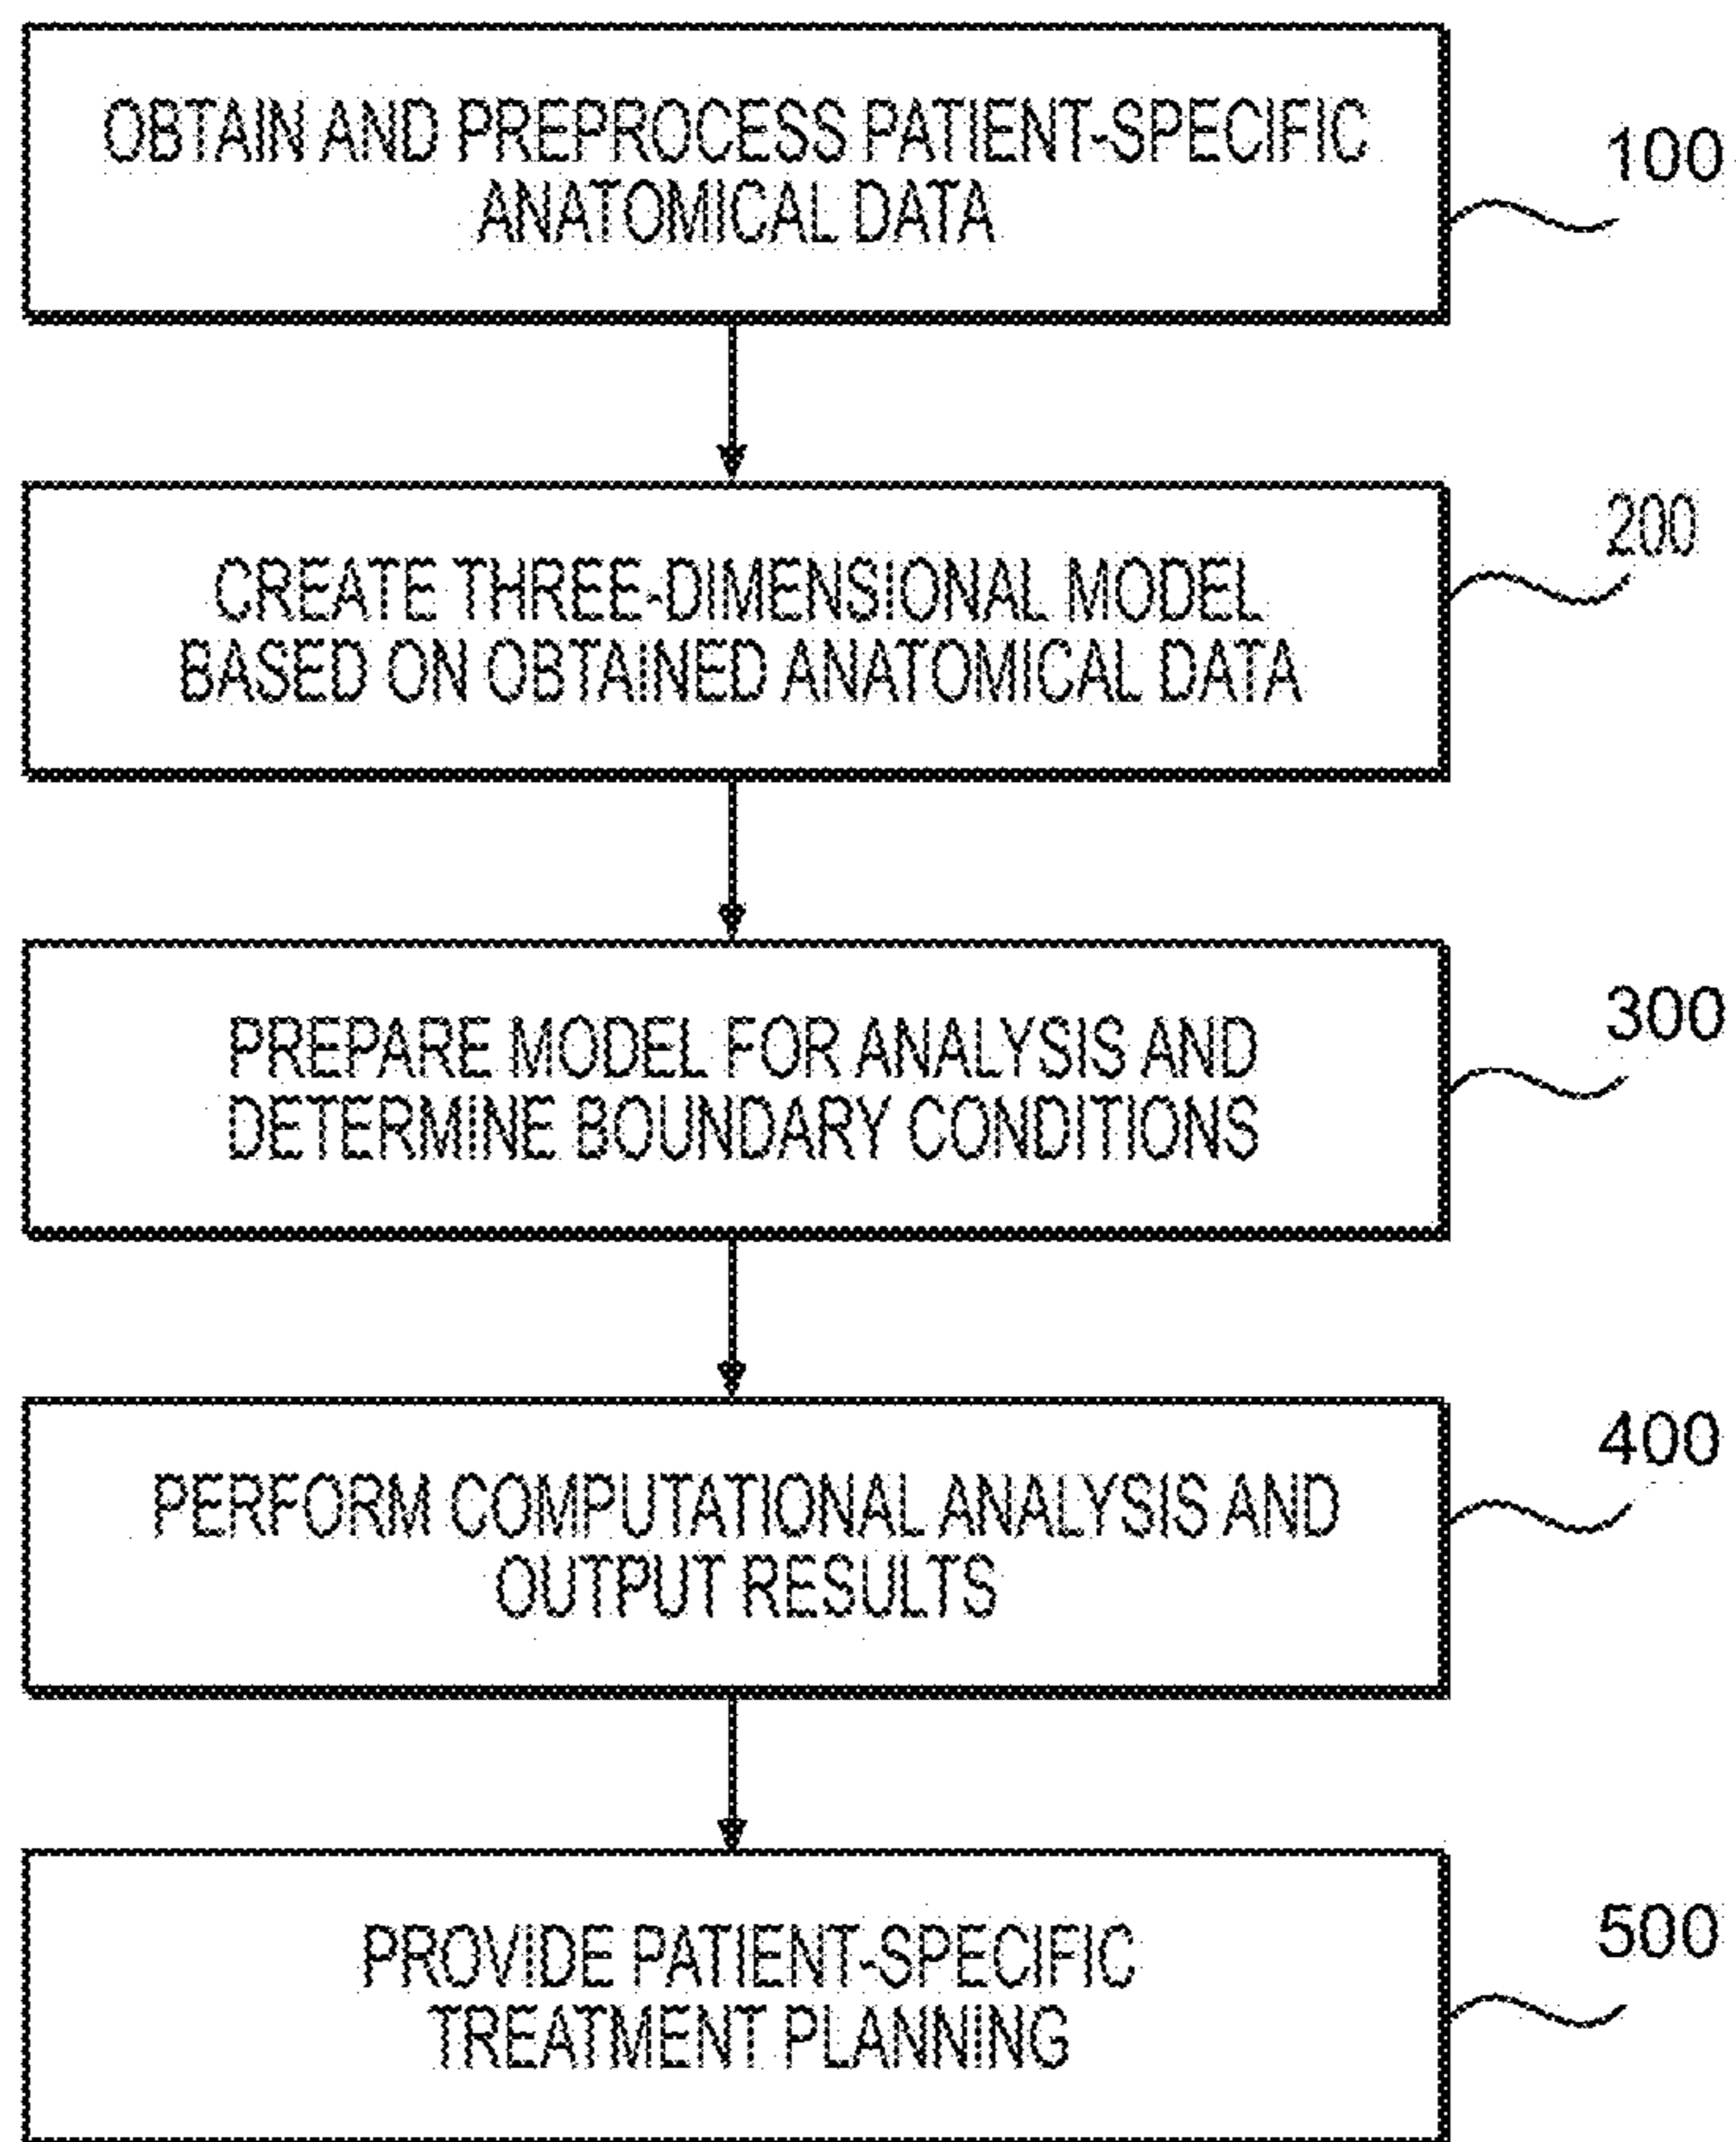 OBTAIN AND PREPROCESS PATIENT-SPECIFIC
ANATOMICAL DATA
100
CREATE THREE-DIMENSIONAL MODEL
BASED ON OBTAINED ANATOMICAL DATA
200
PREPARE MODEL FOR ANALYSIS AND
DETERMINE BOUNDARY CONDITIONS
300
PERFORM COMPUTATIONAL ANALYSIS AND
OUTPUT RESULTS
400
PROVIDE PATIENT-SPECIFIC
TREATMENT PLANNING
500